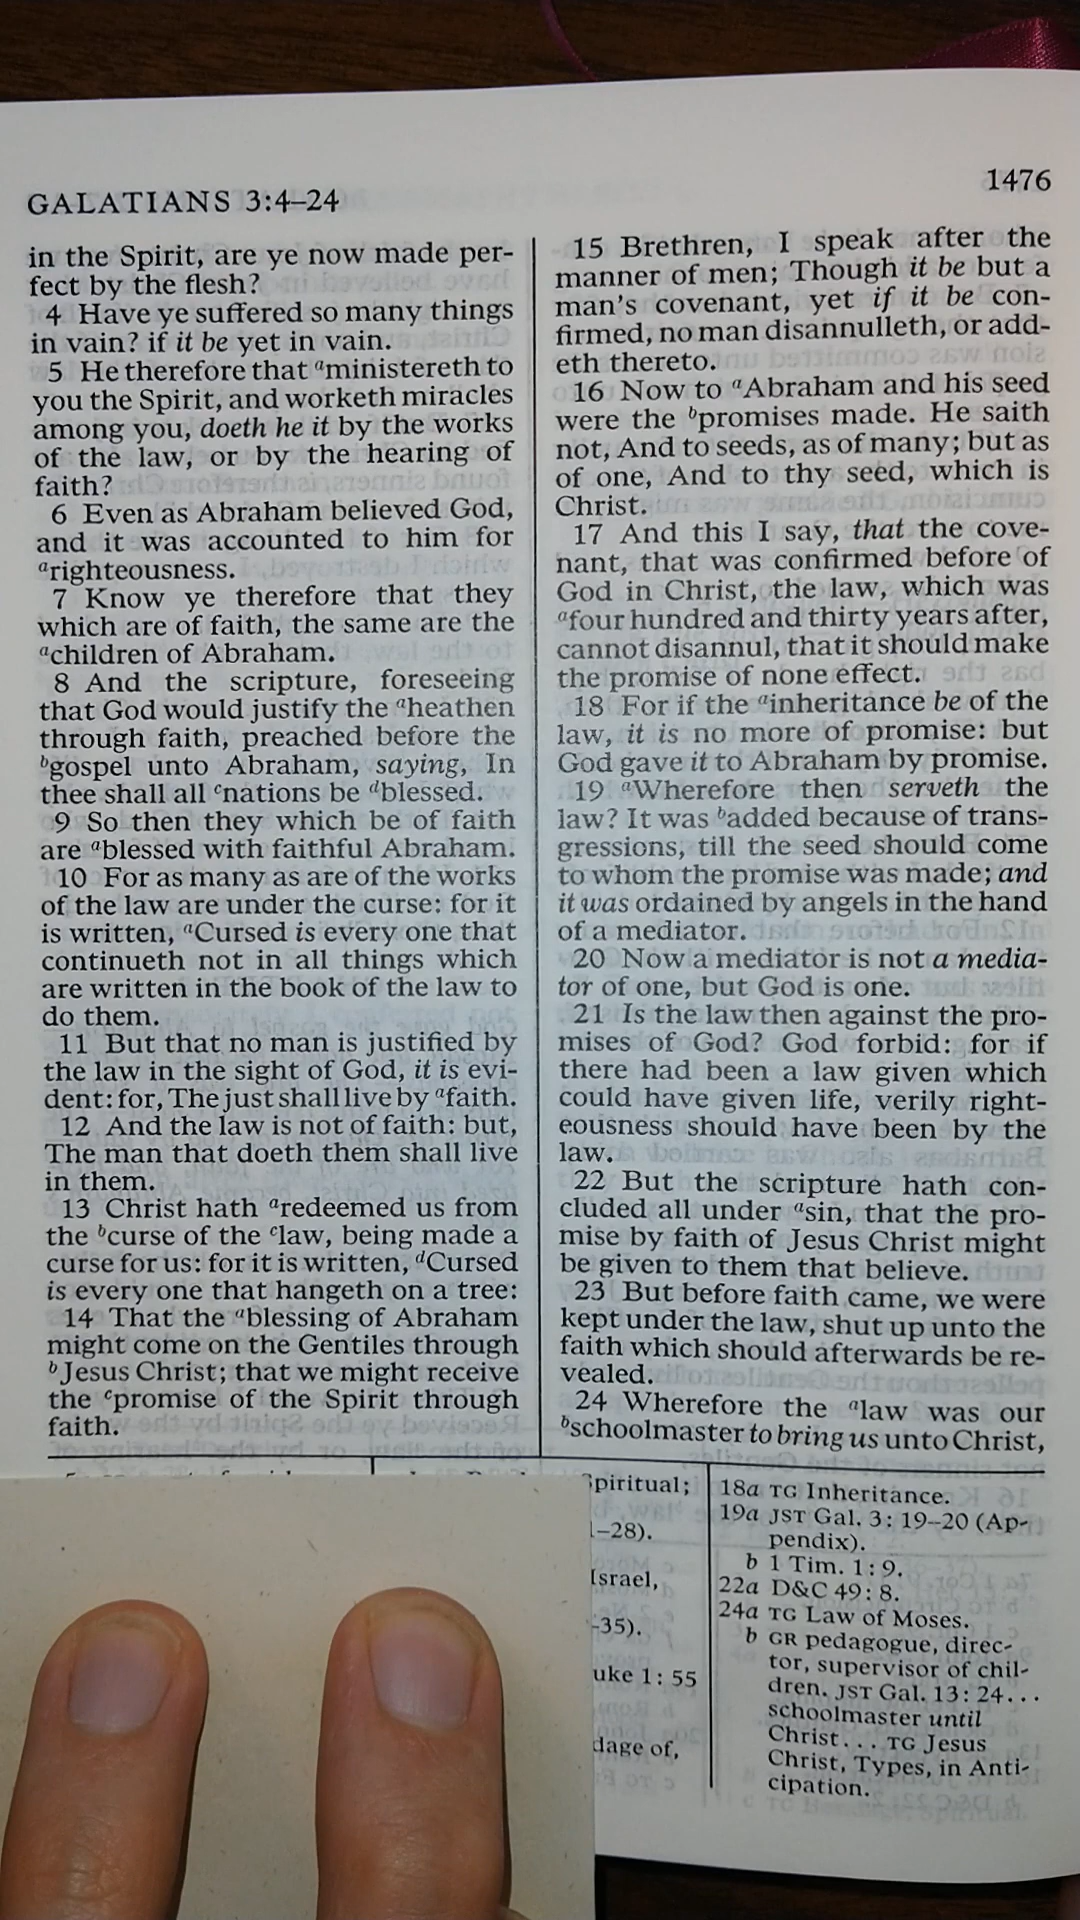 GALATIANS 3:4–24
1476
in the Spirit, are ye now made per-
fect by the flesh?
4 Have ye suffered so many things
in vain? if it be yet in vain.
5 He therefore that aministereth to
you the Spirit, and worketh miracles
among you, doeth he it by the works
of the law, or by the hearing of
faith?
6 Even as Abraham believed God,
and it was accounted to him for
arighteousness.
7 Know ye therefore that they
which are of faith, the same are the
achildren of Abraham.
8 And the scripture, foreseeing
that God would justify the aheathen
through faith, preached before the
bgospel unto Abraham, saying, In
thee shall all cnations be dblessed.
9 So then they which be of faith
are ablessed with faithful Abraham.
10 For as many as are of the works
of the law are under the curse: for it
is written, aCursed is every one that
continueth not in all things which
are written in the book of the law to
do them.
11 But that no man is justified by
the law in the sight of God, it is evi-
dent: for, The just shall live by afaith.
12 And the law is not of faith: but,
The man that doeth them shall live
in them.
13 Christ hath aredeemed us from
the bcurse of the claw, being made a
curse for us: for it is written, dCursed
is every one that hangeth on a tree:
14 That the ablessing of Abraham
might come on the Gentiles through
bJesus Christ; that we might receive
the cpromise of the Spirit through
faith.
15 Brethren, I speak after the
manner of men; Though it be but a
man's covenant, yet if it be con-
firmed, no man disannulleth, or add-
eth thereto.
16 Now to aAbraham and his seed
were the bpromises made. He saith
not, And to seeds, as of many; but as
of one, And to thy seed, which is
Christ.
17 And this I say, that the cove-
nant, that was confirmed before of
God in Christ, the law, which was
afour hundred and thirty years after,
cannot disannul, that it should make
the promise of none effect.
18 For if the ainheritance be of the
law, it is no more of promise: but
God gave it to Abraham by promise.
19 aWherefore then serveth the
law? It was badded because of trans-
gressions, till the seed should come
to whom the promise was made; and
it was ordained by angels in the hand
of a mediator.
20 Now a mediator is not a media-
tor of one, but God is one.
21 Is the law then against the pro-
mises of God? God forbid: for if
there had been a law given which
could have given life, verily right-
eousness should have been by the
law.
22 But the scripture hath con-
cluded all under asin, that the pro-
mise by faith of Jesus Christ might
be given to them that believe.
23 But before faith came, we were
kept under the law, shut up unto the
faith which should afterwards be re-
vealed.
24 Wherefore the alaw was our
bschoolmaster to bring us unto Christ,
Spiritual;
–28).
Israel,
–35).
uke 1: 55
dage of,
18a TG Inheritance.
19a JST Gal. 3: 19–20 (Ap-
pendix).
b 1 Tim. 1: 9.
22a D&C 49: 8.
24a TG Law of Moses.
b GR pedagogue, direc-
tor, supervisor of chil-
dren. JST Gal. 13: 24...
schoolmaster until
Christ... TG Jesus
Christ, Types, in Anti-
cipation.